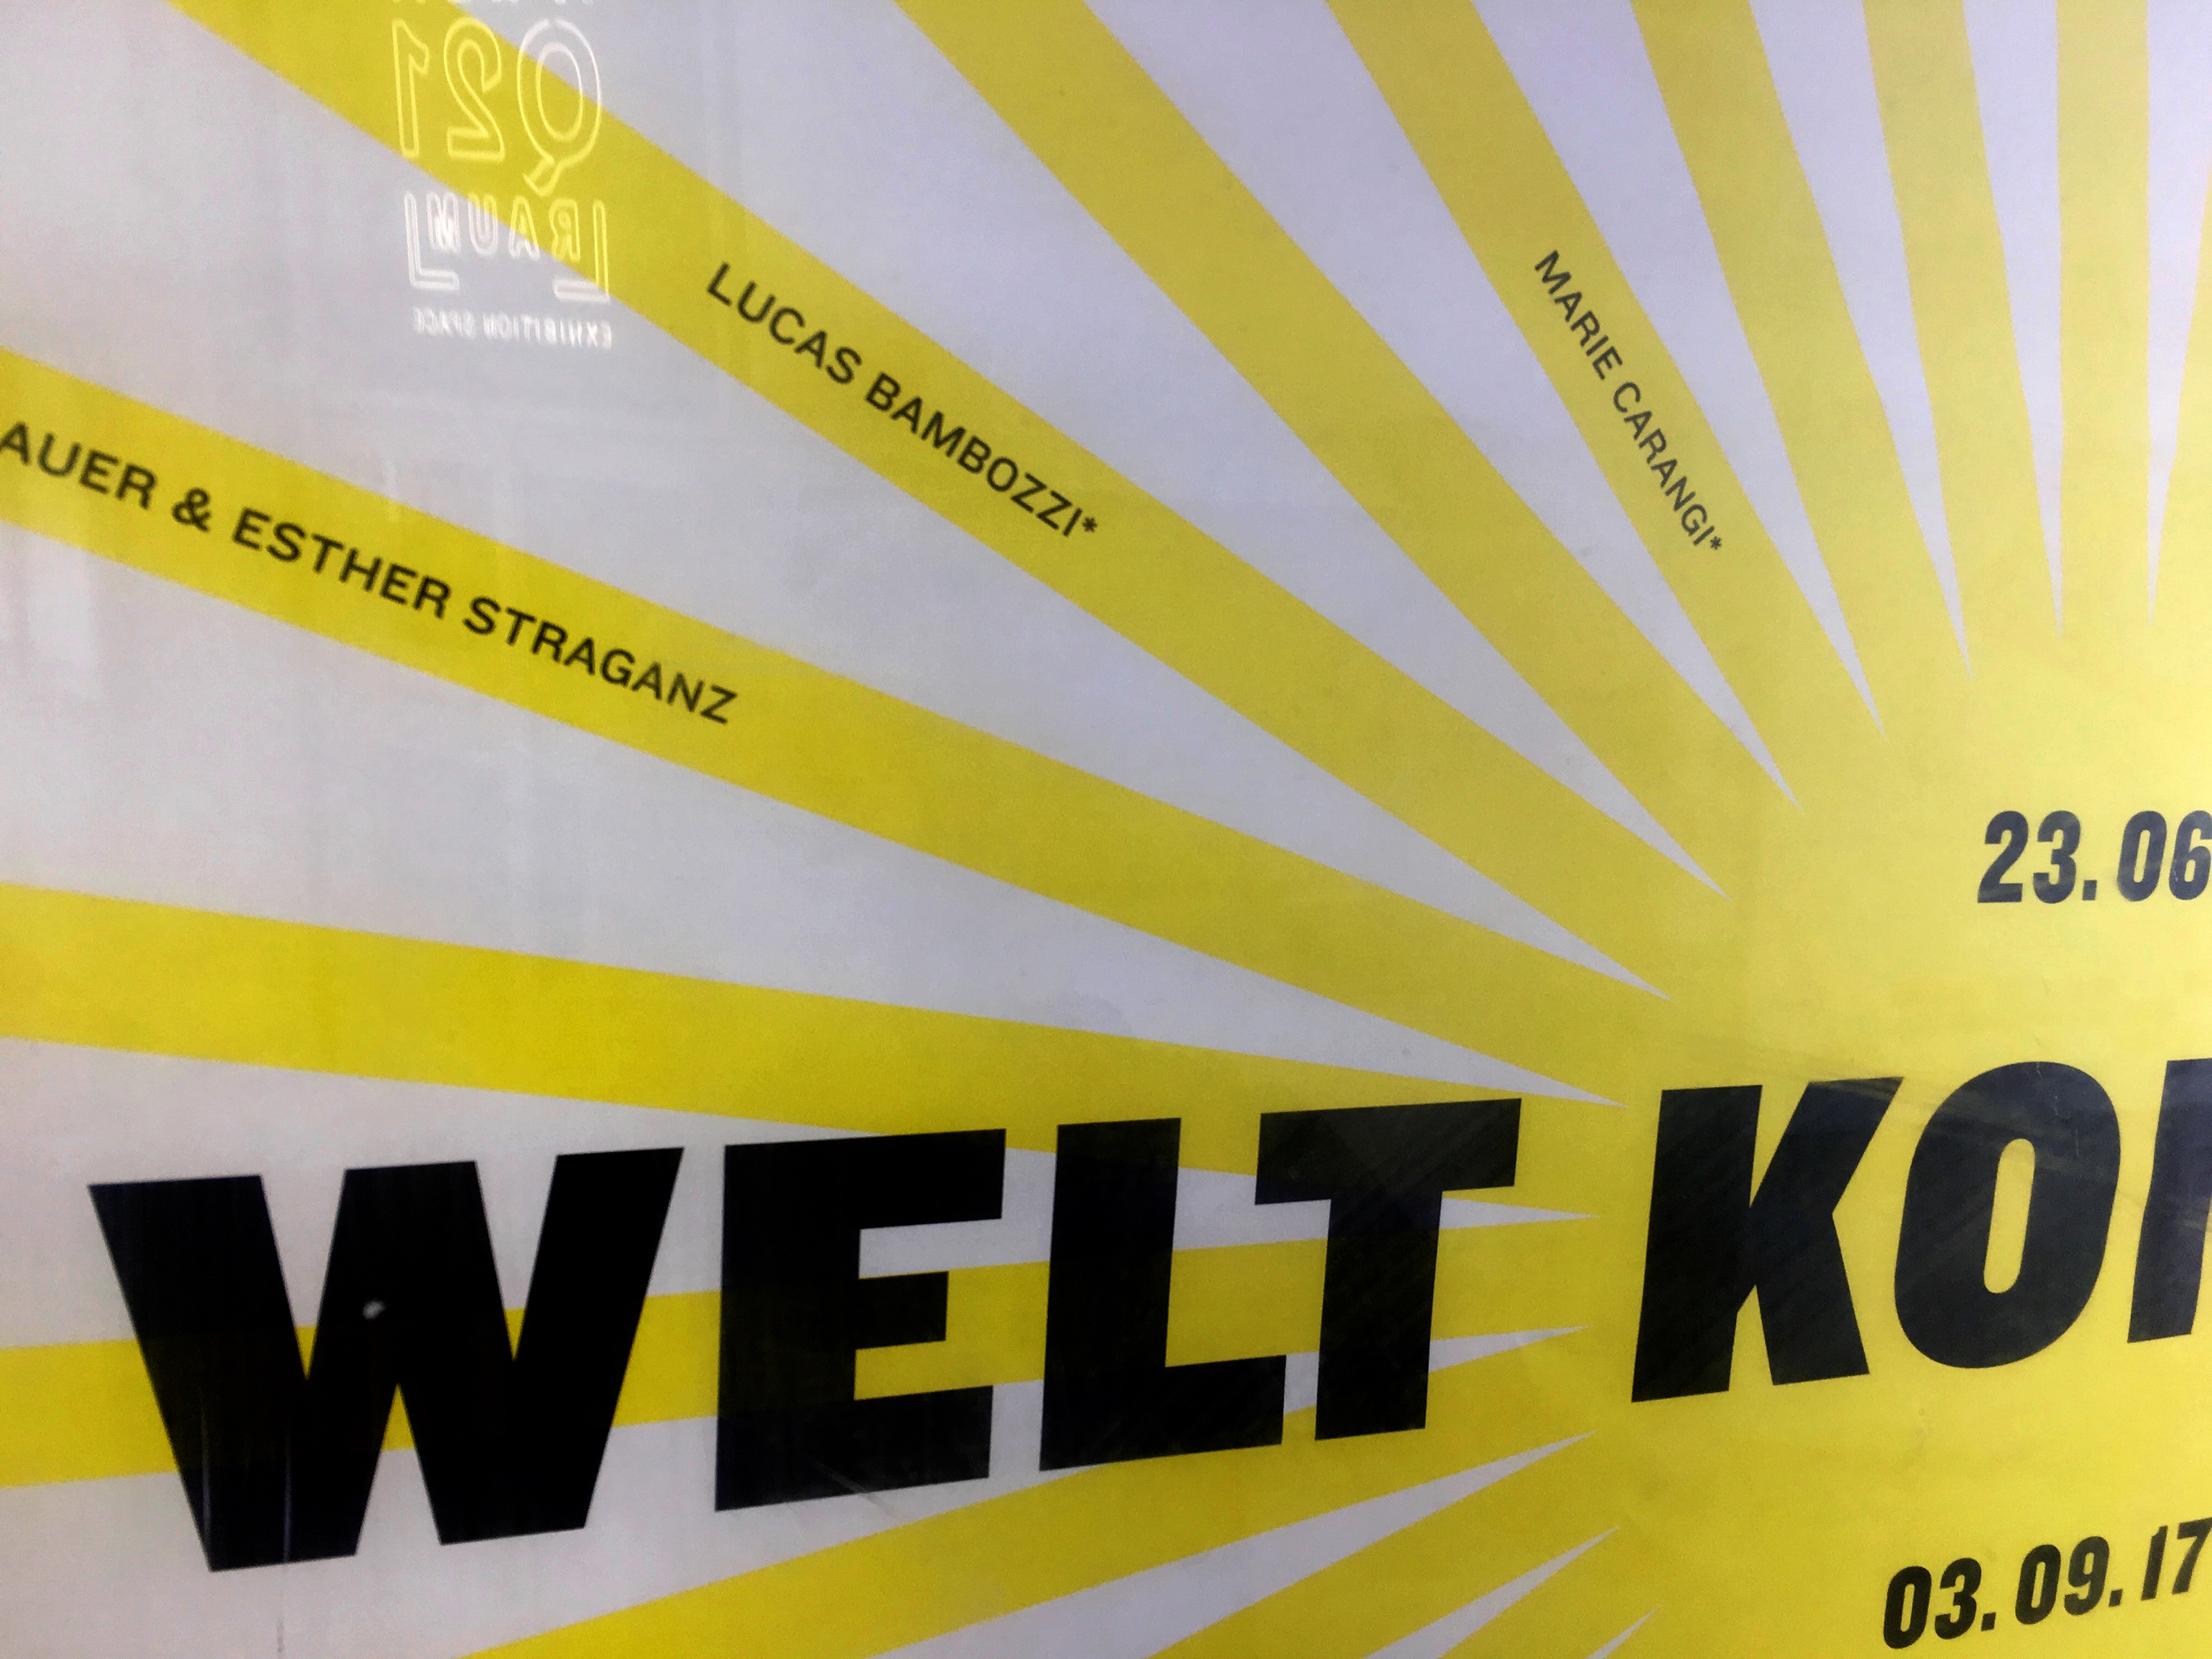 Q21
RAUM
EXHIBITION SPACE
LUCAS BAMBOZZI*
MARIE CARANGI*
AUER & ESTHER STRAGANZ
23.06
WELT KO
03.09.17